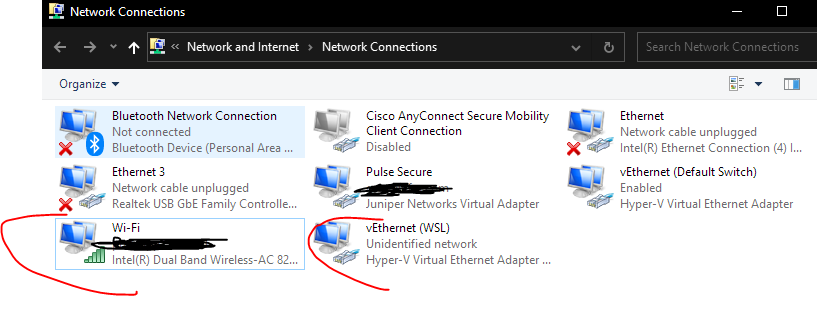 Network Connections
« Network and Internet › Network Connections
Search Network Connections
Organize
Bluetooth Network Connection
Not connected
Bluetooth Device (Personal Area ...
Cisco AnyConnect Secure Mobility
Client Connection
Disabled
Ethernet
Network cable unplugged
Intel(R) Ethernet Connection (4) I...
Ethernet 3
Network cable unplugged
Realtek USB GbE Family Controlle...
Pulse Secure
Juniper Networks Virtual Adapter
vEthernet (Default Switch)
Enabled
Hyper-V Virtual Ethernet Adapter
Wi-Fi
Intel(R) Dual Band Wireless-AC 82...
vEthernet (WSL)
Unidentified network
Hyper-V Virtual Ethernet Adapter ...